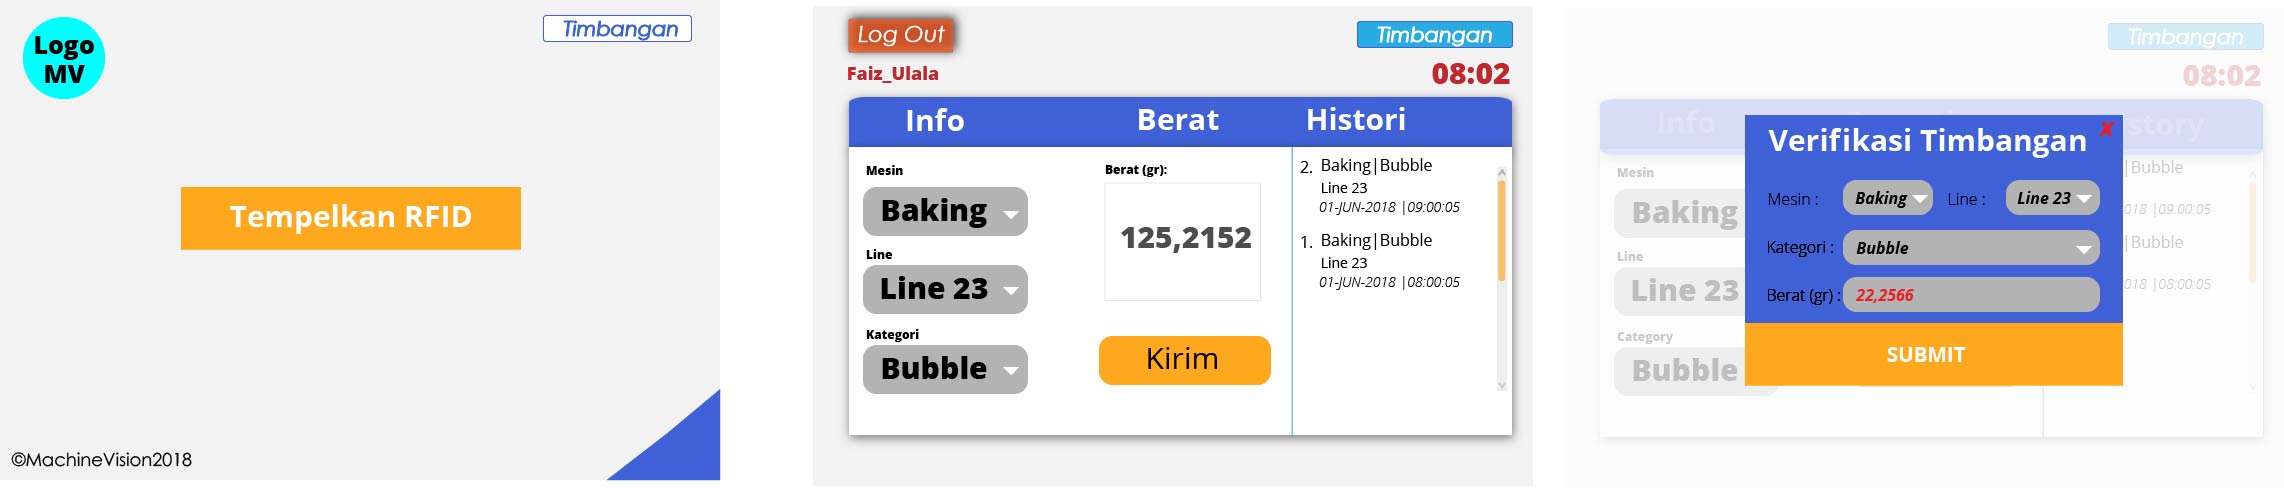 Logo
MV
Timbangan
Tempelkan RFID
©MachineVision2018
Log Out
Timbangan
Faiz_Ulala
08:02
Info
Berat
Histori
Mesin
Baking
Line
Line 23
Kategori
Bubble
Berat (gr):
125,2152
Kirim
2. Baking|Bubble
Line 23
01-JUN-2018 |09:00:05
1. Baking|Bubble
Line 23
01-JUN-2018 |08:00:05
Timbangan
08:02
Info
story
Mesin
Baking
Line
Line 23
Category
Bubble
|Bubble
018 |09:00:05
|Bubble
018 |08:00:05
Verifikasi Timbangan
X
Mesin :
Baking
Line :
Line 23
Kategori :
Bubble
Berat (gr) :
22,2566
SUBMIT